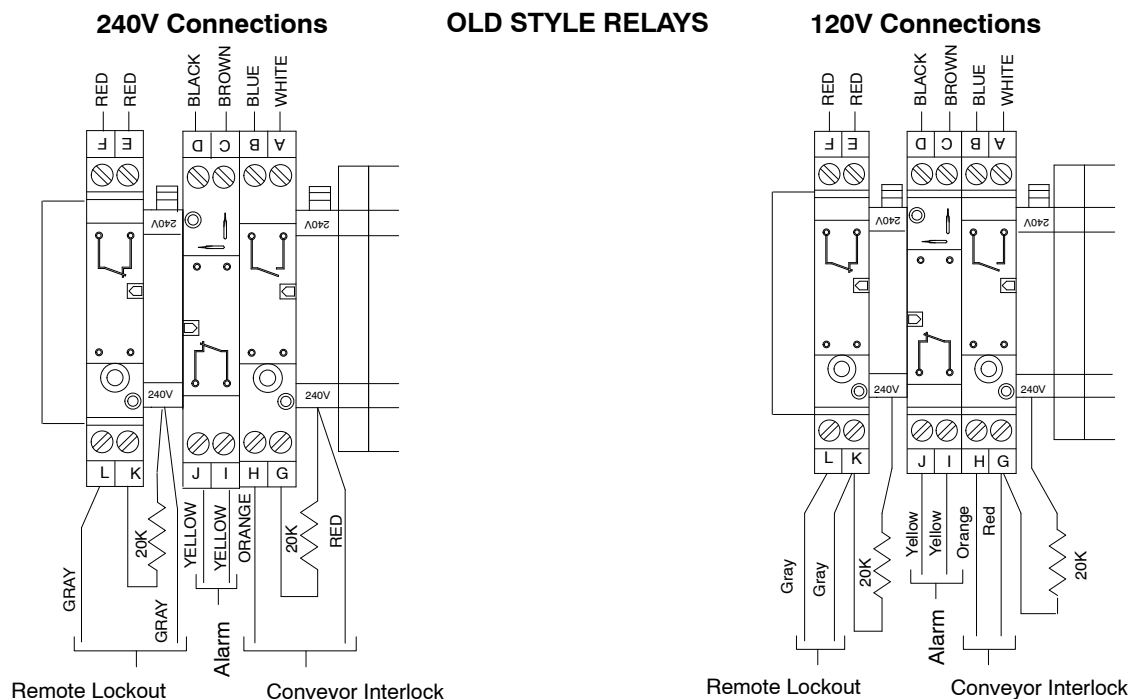 240V Connections
OLD STYLE RELAYS
120V Connections
RED
RED
BLACK
BROWN
BLUE
WHITE
F E
D C B A
240V
240V
240V
240V
L K
J I H G
GRAY
20K
GRAY
YELLOW
YELLOW
ORANGE
20K
RED
Alarm
Remote Lockout
Conveyor Interlock
RED
RED
BLACK
BROWN
BLUE
WHITE
F E
D C B A
240V
240V
240V
240V
L K
J I H G
Gray
Gray
20K
Yellow
Yellow
Orange
Red
20K
Alarm
Remote Lockout
Conveyor Interlock